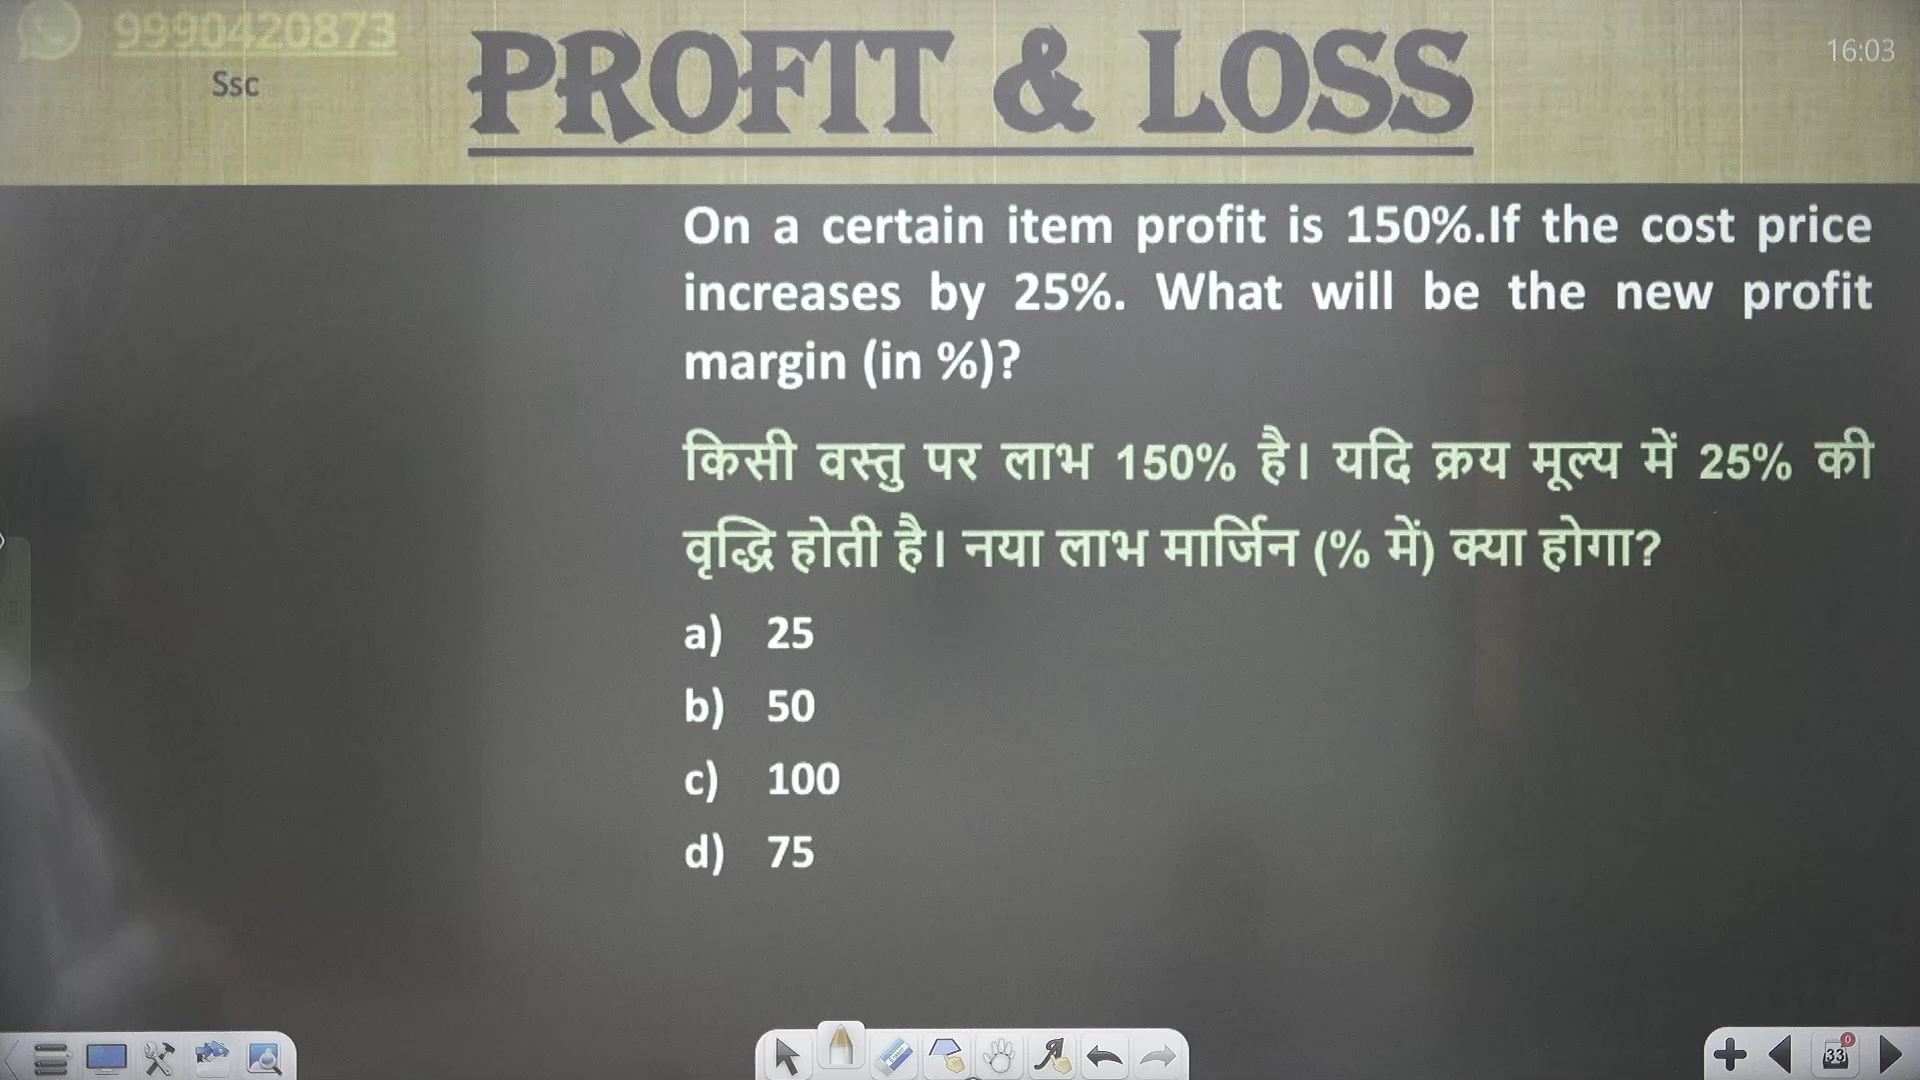 9990420873
Ssc
PROFIT & LOSS
16:03
On a certain item profit is 150%.If the cost price
increases by 25%. What will be the new profit
margin (in %)?
किसी वस्तु पर लाभ 150% है। यदि क्रय मूल्य में 25% की
वृद्धि होती है। नया लाभ मार्जिन (% में) क्या होगा?
a) 25
b) 50
c) 100
d) 75
33
0